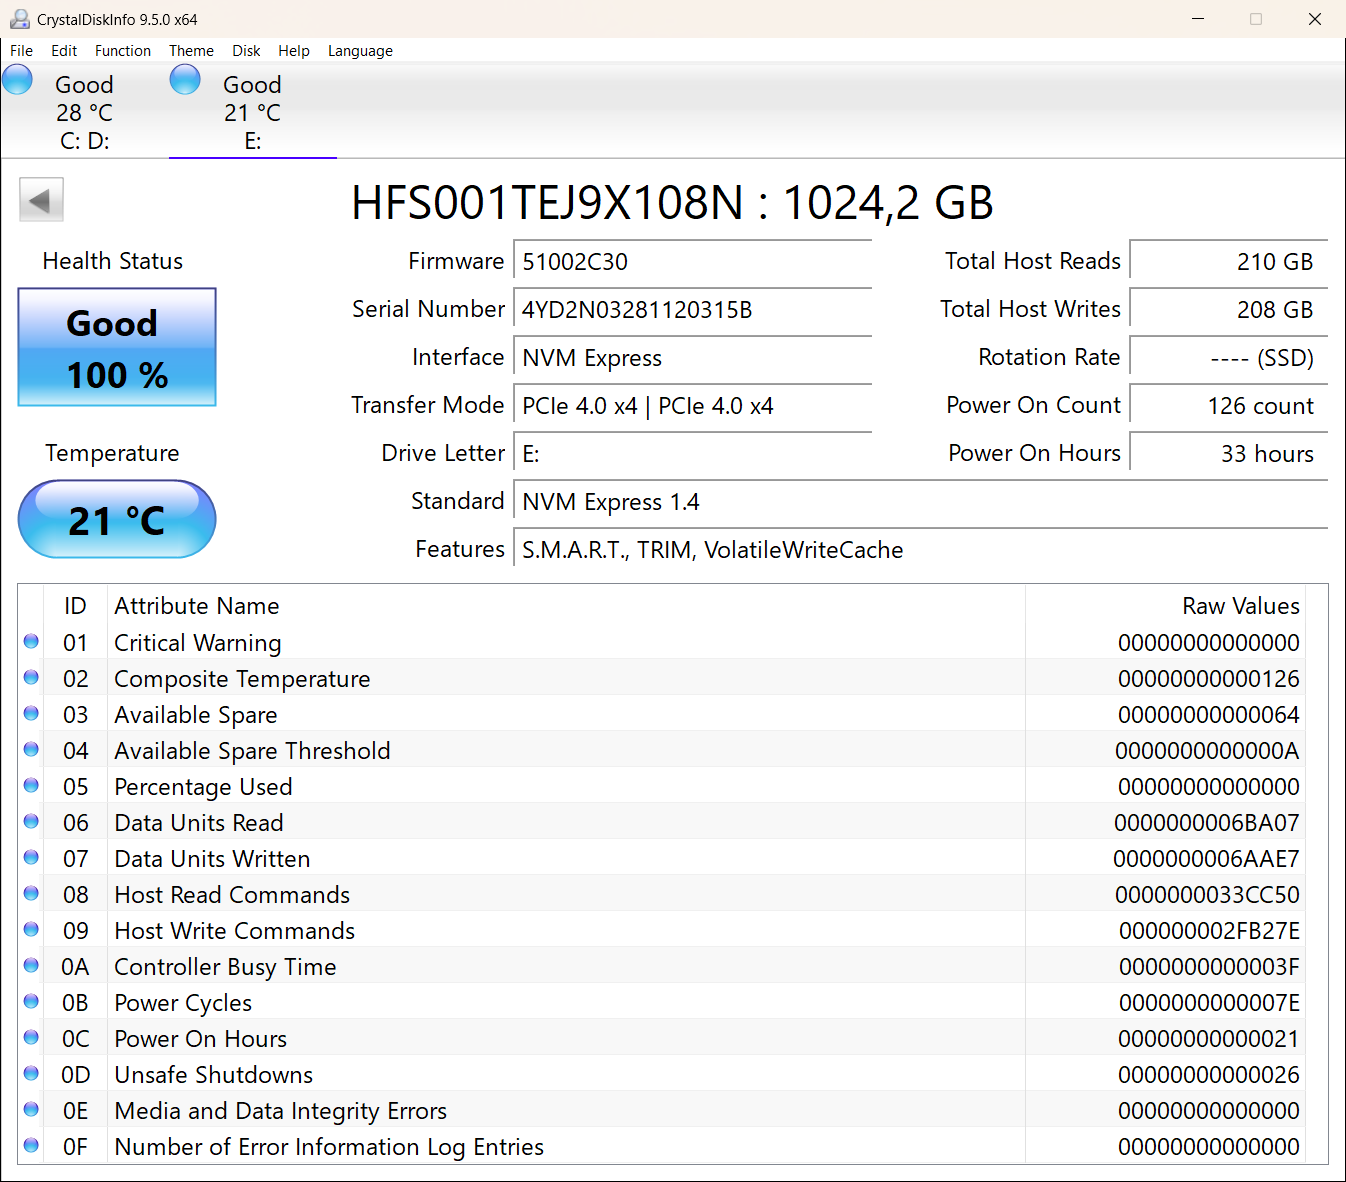 CrystalDiskInfo 9.5.0 x64
File Edit Function Theme Disk Help Language
Good Good
28 °C 21 °C
C: D: E:
HFS001TEJ9X108N : 1024,2 GB
Health Status
Good
100 %
Temperature
21 °C
Firmware 51002C30
Serial Number 4YD2N03281120315B
Interface NVM Express
Transfer Mode PCIe 4.0 x4 | PCIe 4.0 x4
Drive Letter E:
Standard NVM Express 1.4
Features S.M.A.R.T., TRIM, VolatileWriteCache
Total Host Reads 210 GB
Total Host Writes 208 GB
Rotation Rate ---- (SSD)
Power On Count 126 count
Power On Hours 33 hours
ID Attribute Name Raw Values
01 Critical Warning 00000000000000
02 Composite Temperature 00000000000126
03 Available Spare 00000000000064
04 Available Spare Threshold 0000000000000A
05 Percentage Used 00000000000000
06 Data Units Read 0000000006BA07
07 Data Units Written 0000000006AAE7
08 Host Read Commands 0000000033CC50
09 Host Write Commands 000000002FB27E
0A Controller Busy Time 0000000000003F
0B Power Cycles 0000000000007E
0C Power On Hours 00000000000021
0D Unsafe Shutdowns 00000000000026
0E Media and Data Integrity Errors 00000000000000
0F Number of Error Information Log Entries 00000000000000